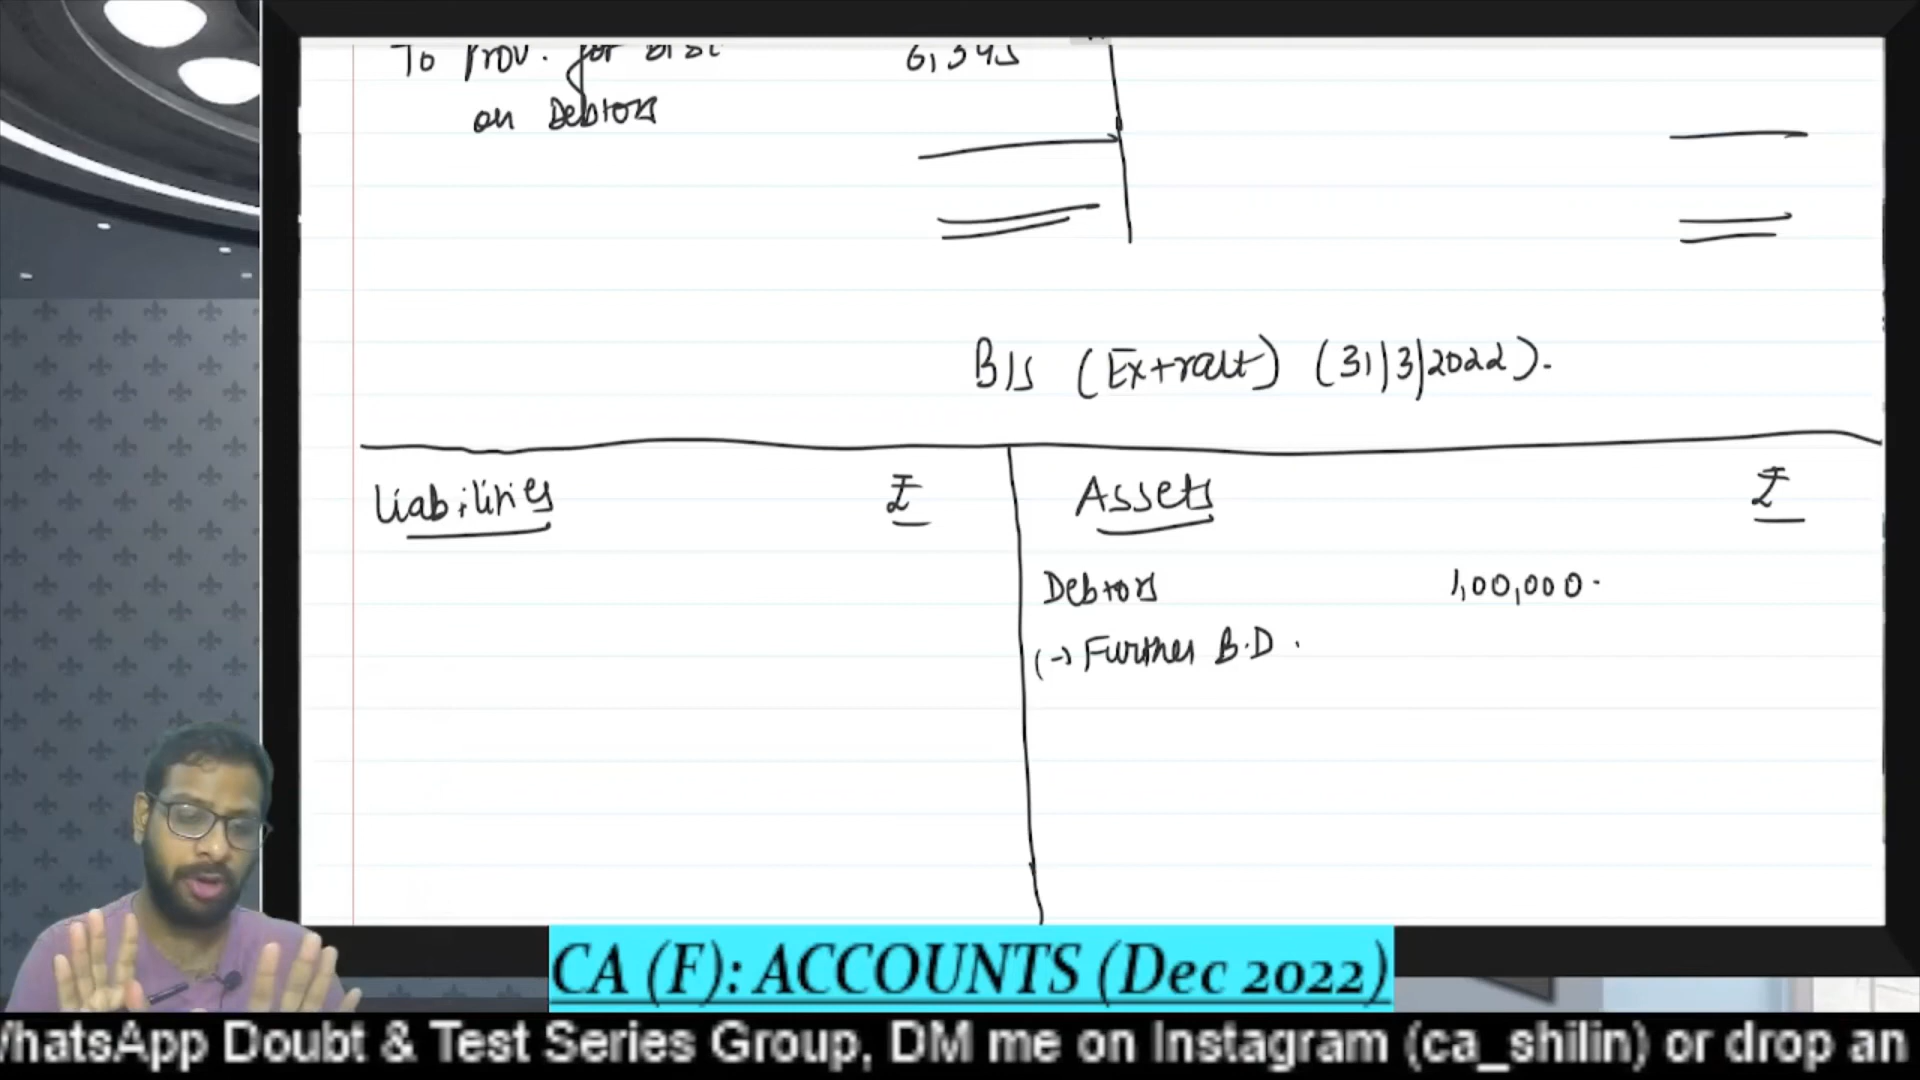 To Prov. for Disc
on Debtors
B/S (Extract) (31/3/2022).
Liabilities ₹ Assets ₹
Debtors 1,00,000.
(-) Further B.D.
CA (F): ACCOUNTS (Dec 2022)
WhatsApp Doubt & Test Series Group, DM me on Instagram (ca_shilin) or drop an